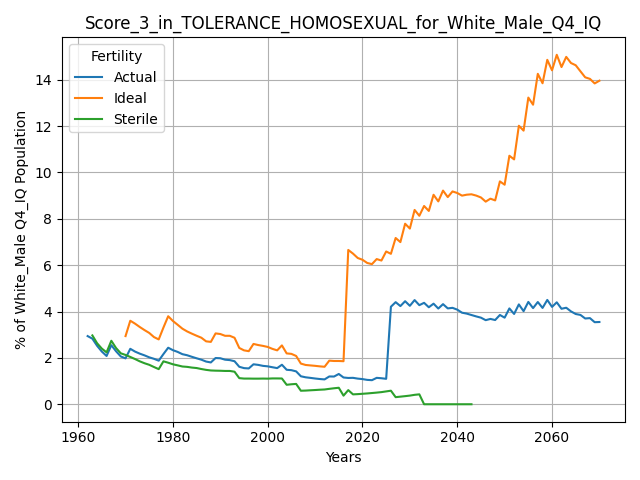 Score_3_in_TOLERANCE_HOMOSEXUAL_for_White_Male_Q4_IQ
Fertility
Actual
Ideal
Sterile
% of White_Male Q4_IQ Population
14
12
10
8
6
4
2
0
1960
1980
2000
2020
2040
2060
Years